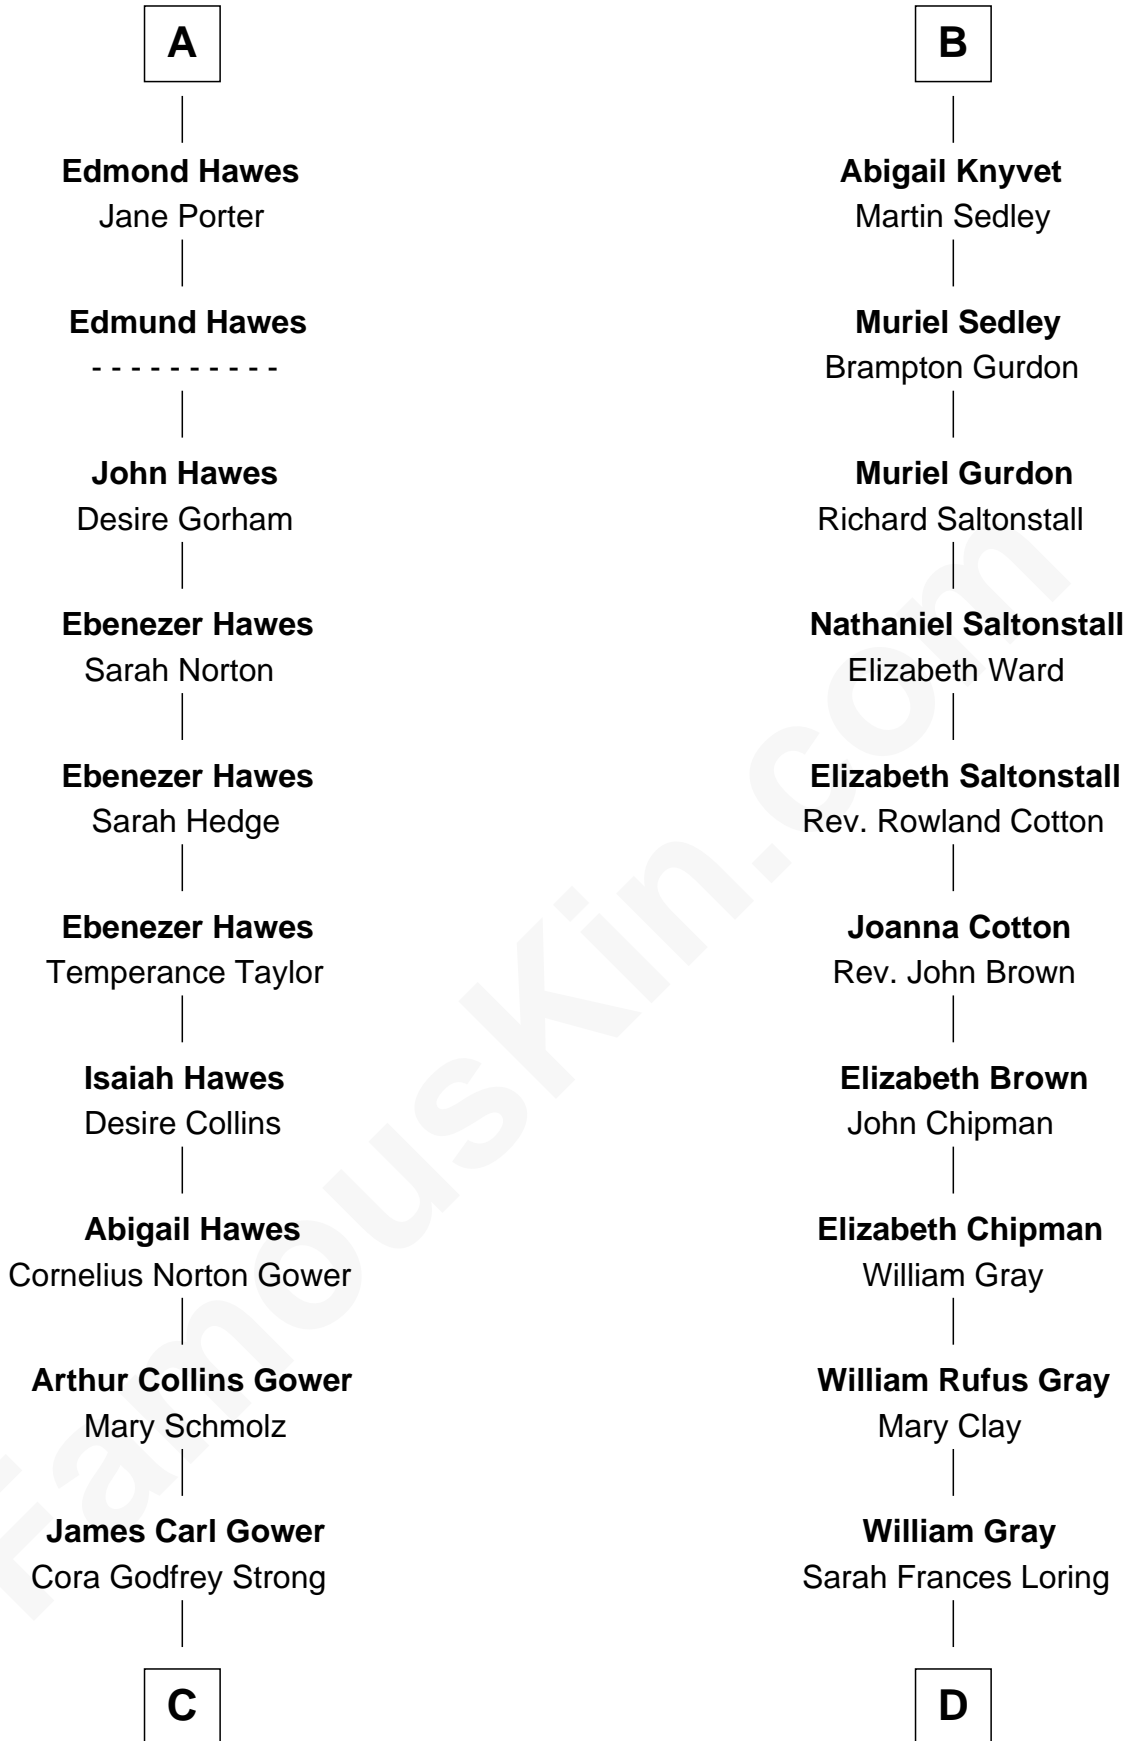 A
Edmond Hawes
Jane Porter
Edmund Hawes
- - - - - - - - - -
John Hawes
Desire Gorham
Ebenezer Hawes
Sarah Norton
Ebenezer Hawes
Sarah Hedge
Ebenezer Hawes
Temperance Taylor
Isaiah Hawes
Desire Collins
Abigail Hawes
Cornelius Norton Gower
Arthur Collins Gower
Mary Schmolz
James Carl Gower
Cora Godfrey Strong
C
B
Abigail Knyvet
Martin Sedley
Muriel Sedley
Brampton Gurdon
Muriel Gurdon
Richard Saltonstall
Nathaniel Saltonstall
Elizabeth Ward
Elizabeth Saltonstall
Rev. Rowland Cotton
Joanna Cotton
Rev. John Brown
Elizabeth Brown
John Chipman
Elizabeth Chipman
William Gray
William Rufus Gray
Mary Clay
William Gray
Sarah Frances Loring
D
FamousKin.com